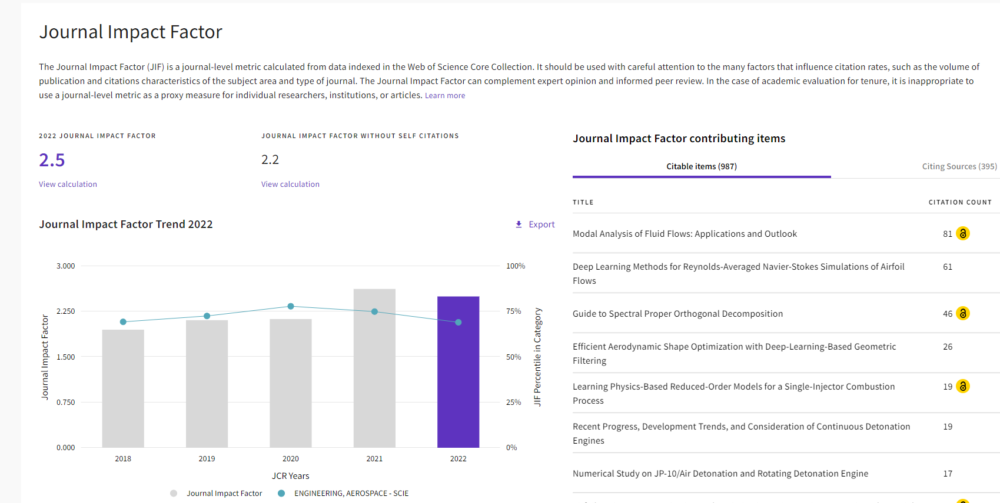 Journal Impact Factor
The Journal Impact Factor (JIF) is a journal-level metric calculated from data indexed in the Web of Science Core Collection. It should be used with careful attention to the many factors that influence citation rates, such as the volume of
publication and citations characteristics of the subject area and type of journal. The Journal Impact Factor can complement expert opinion and informed peer review. In the case of academic evaluation for tenure, it is inappropriate to
use a journal-level metric as a proxy measure for individual researchers, institutions, or articles. Learn more
2022 JOURNAL IMPACT FACTOR
2.5
View calculation
JOURNAL IMPACT FACTOR WITHOUT SELF CITATIONS
2.2
View calculation
Journal Impact Factor Trend 2022
Export
3.000
2.250
1.500
0.750
0.000
Journal Impact Factor
100%
75%
50%
25%
0%
JIF Percentile in Category
2018 2019 2020 2021 2022
JCR Years
Journal Impact Factor ENGINEERING, AEROSPACE - SCIE
Journal Impact Factor contributing items
Citable items (987) Citing Sources (395)
TITLE CITATION COUNT
Modal Analysis of Fluid Flows: Applications and Outlook 81
Deep Learning Methods for Reynolds-Averaged Navier-Stokes Simulations of Airfoil 61
Flows
Guide to Spectral Proper Orthogonal Decomposition 46
Efficient Aerodynamic Shape Optimization with Deep-Learning-Based Geometric 26
Filtering
Learning Physics-Based Reduced-Order Models for a Single-Injector Combustion 19
Process
Recent Progress, Development Trends, and Consideration of Continuous Detonation 19
Engines
Numerical Study on JP-10/Air Detonation and Rotating Detonation Engine 17